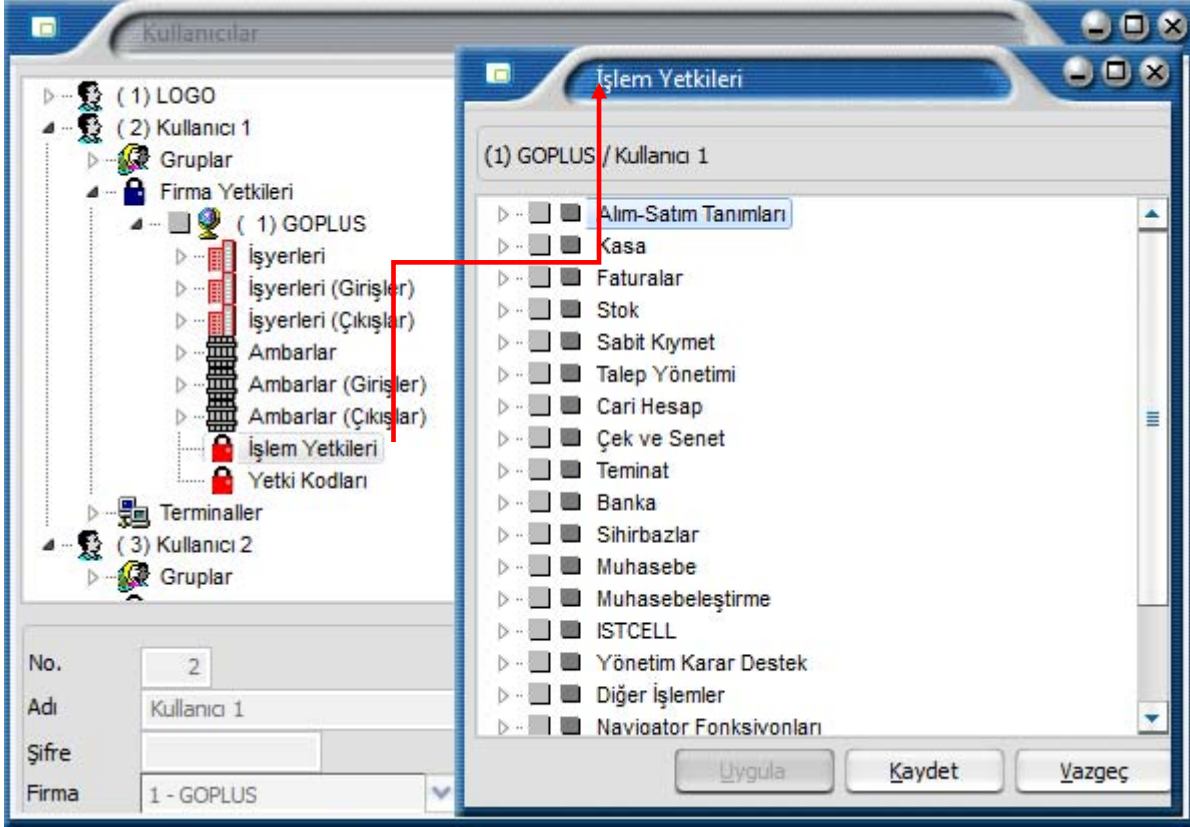 Kullanıcılar
( 1) LOGO
( 2) Kullanıcı 1
Gruplar
Firma Yetkileri
( 1) GOPLUS
İşyerleri
İşyerleri (Girişler)
İşyerleri (Çıkışlar)
Ambarlar
Ambarlar (Girişler)
Ambarlar (Çıkışlar)
İşlem Yetkileri
Yetki Kodları
Terminaller
( 3) Kullanıcı 2
Gruplar
No. 2
Adı Kullanıcı 1
Şifre
Firma 1 - GOPLUS
İşlem Yetkileri
(1) GOPLUS / Kullanıcı 1
Alım-Satım Tanımları
Kasa
Faturalar
Stok
Sabit Kıymet
Talep Yönetimi
Cari Hesap
Çek ve Senet
Teminat
Banka
Sihirbazlar
Muhasebe
Muhasebeleştirme
ISTCELL
Yönetim Karar Destek
Diğer İşlemler
Navigator Fonksiyonları
Uygula Kaydet Vazgeç